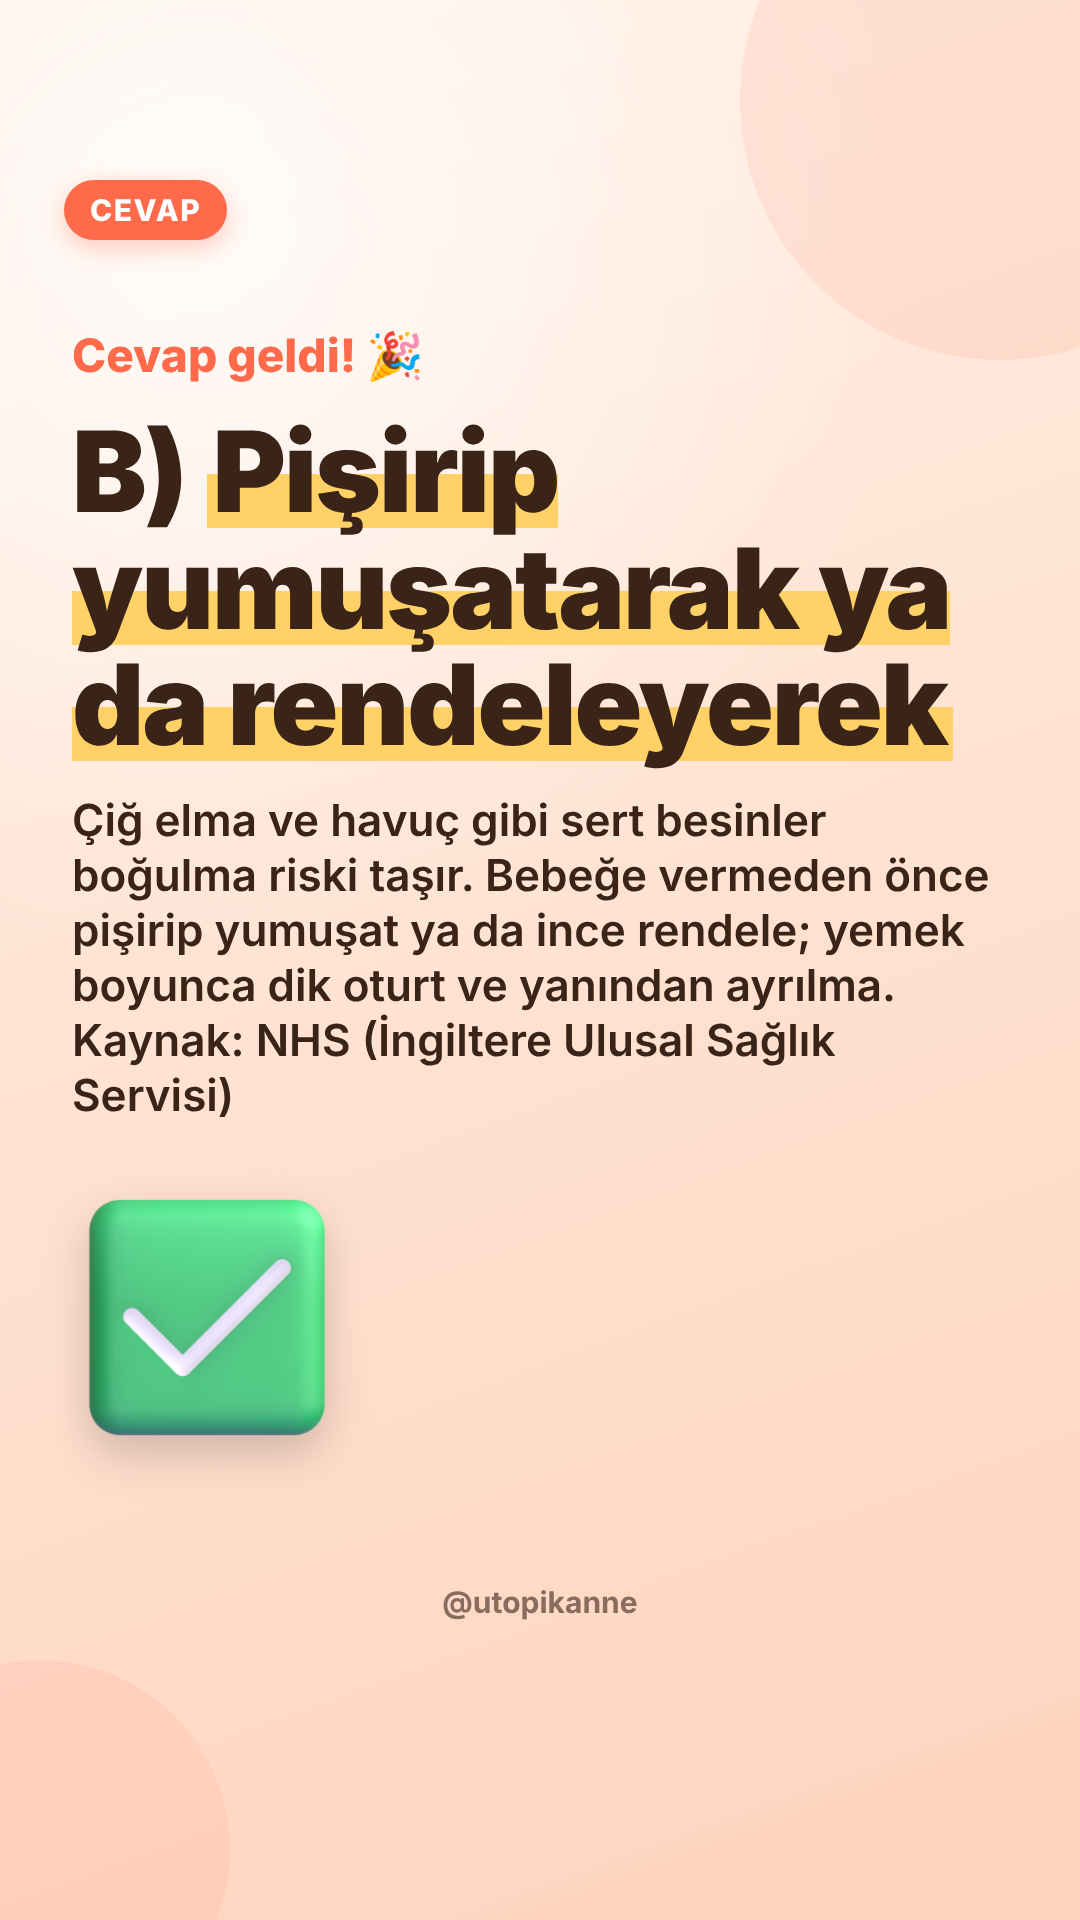 CEVAP
Cevap geldi! 🎉
B) Pişirip
yumuşatarak ya
da rendeleyerek
Çiğ elma ve havuç gibi sert besinler
boğulma riski taşır. Bebeğe vermeden önce
pişirip yumuşat ya da ince rendele; yemek
boyunca dik oturt ve yanından ayrılma.
Kaynak: NHS (İngiltere Ulusal Sağlık
Servisi)
@utopikanne